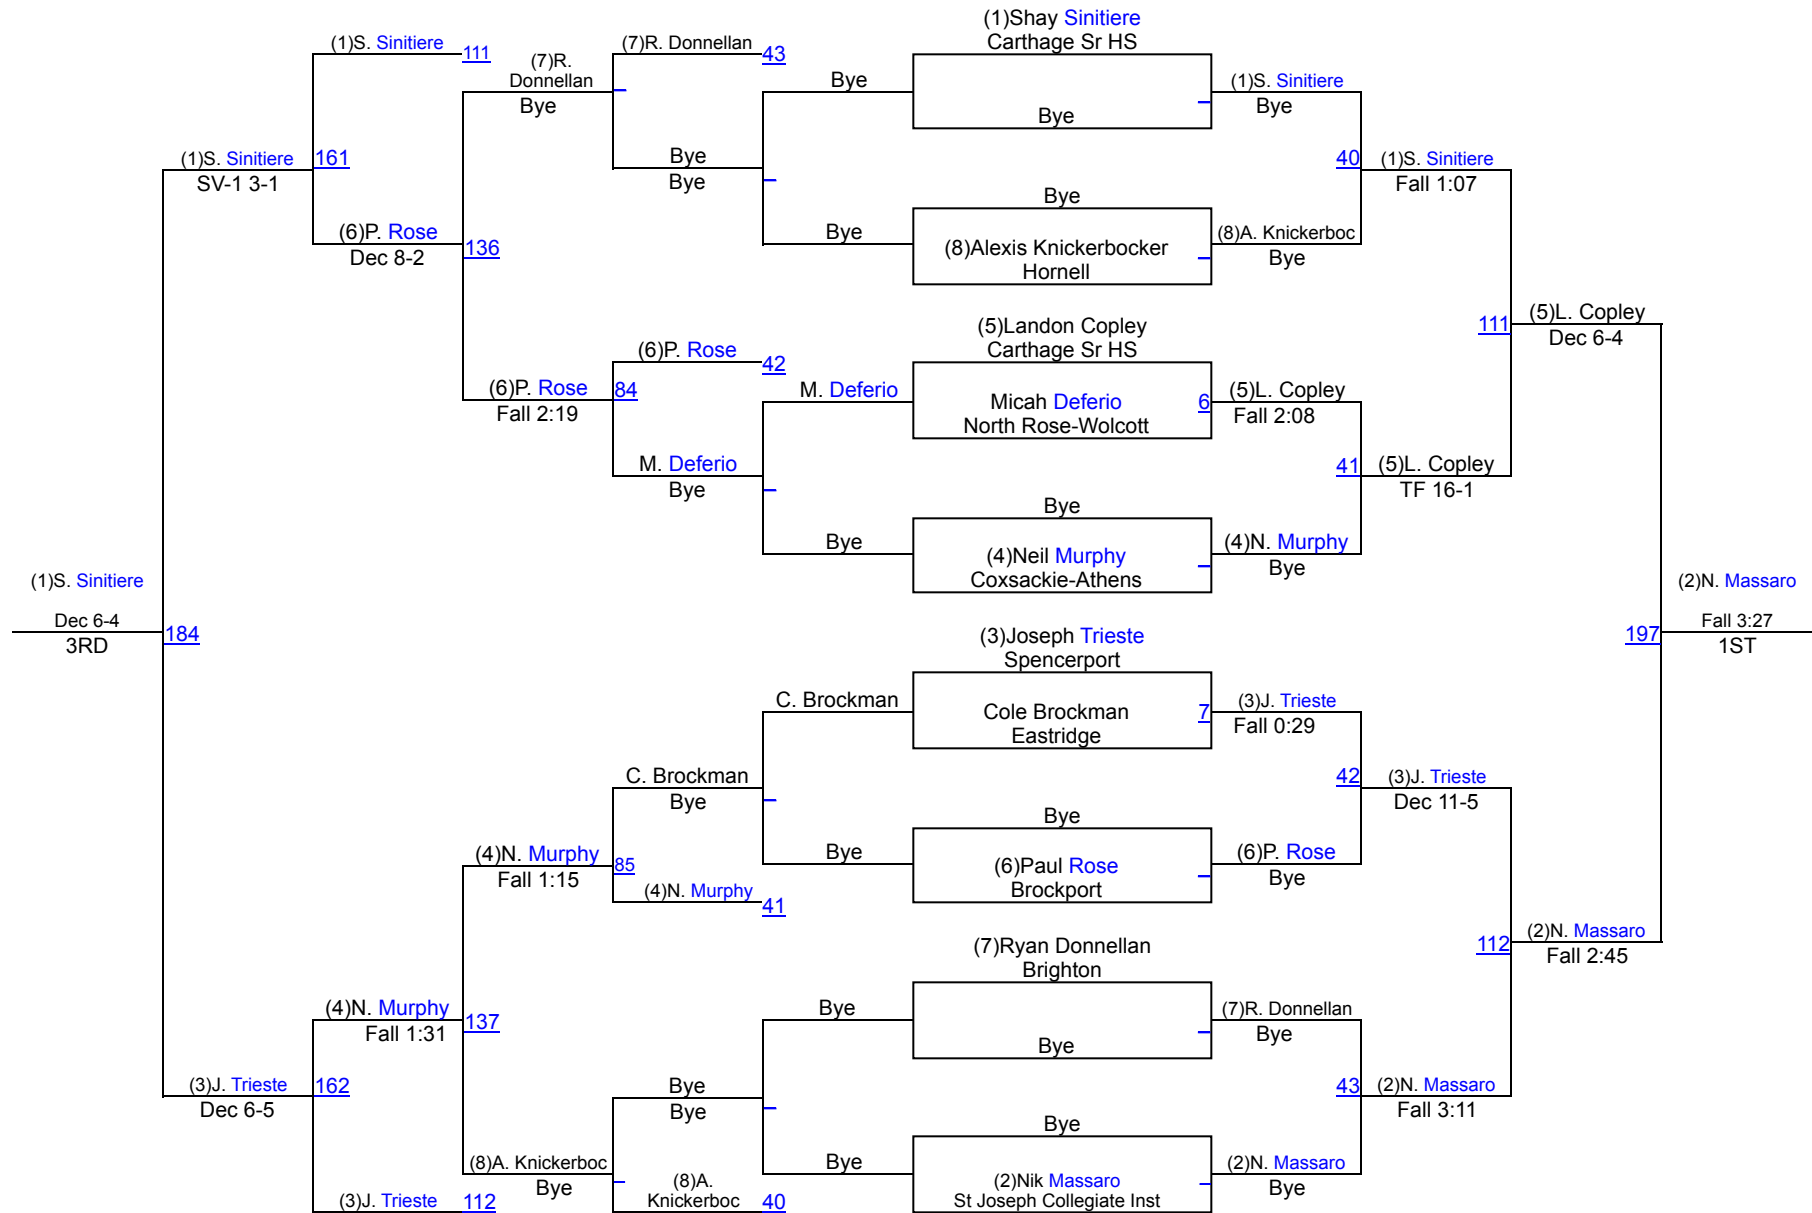 (1)Shay Sinitiere
Carthage Sr HS
(1)S. Sinitiere 111
(7)R. Donnellan 43
(7)R.
Donnellan
Bye
Bye
Bye
(1)S. Sinitiere
Bye
(1)S. Sinitiere 161
SV-1 3-1
Bye
Bye
40 (1)S. Sinitiere
Fall 1:07
Bye
(6)P. Rose 136
Dec 8-2
Bye
(8)Alexis Knickerbocker
Hornell
(8)A. Knickerboc
Bye
(5)Landon Copley
Carthage Sr HS
111 (5)L. Copley
Dec 6-4
(6)P. Rose 42
(6)P. Rose 84
Fall 2:19
M. Deferio
Micah Deferio 6
North Rose-Wolcott
(5)L. Copley
Fall 2:08
M. Deferio
Bye
41 (5)L. Copley
TF 16-1
Bye
Bye
(4)Neil Murphy
Coxsackie-Athens
(4)N. Murphy
Bye
(1)S. Sinitiere
Dec 6-4
3RD
184
(2)N. Massaro
197 Fall 3:27
1ST
(3)Joseph Trieste
Spencerport
C. Brockman
Cole Brockman 7
Eastridge
(3)J. Trieste
Fall 0:29
C. Brockman
Bye
42 (3)J. Trieste
Dec 11-5
Bye
(4)N. Murphy 85
Fall 1:15
Bye
(6)Paul Rose
Brockport
(6)P. Rose
Bye
(4)N. Murphy 41
(7)Ryan Donnellan
Brighton
112 (2)N. Massaro
Fall 2:45
(4)N. Murphy 137
Fall 1:31
Bye
Bye
(7)R. Donnellan
Bye
(3)J. Trieste 162
Dec 6-5
Bye
Bye
43 (2)N. Massaro
Fall 3:11
Bye
(8)A. Knickerboc
Bye
Bye
(2)Nik Massaro
St Joseph Collegiate Inst
(2)N. Massaro
Bye
(8)A.
Knickerboc 40
(3)J. Trieste 112